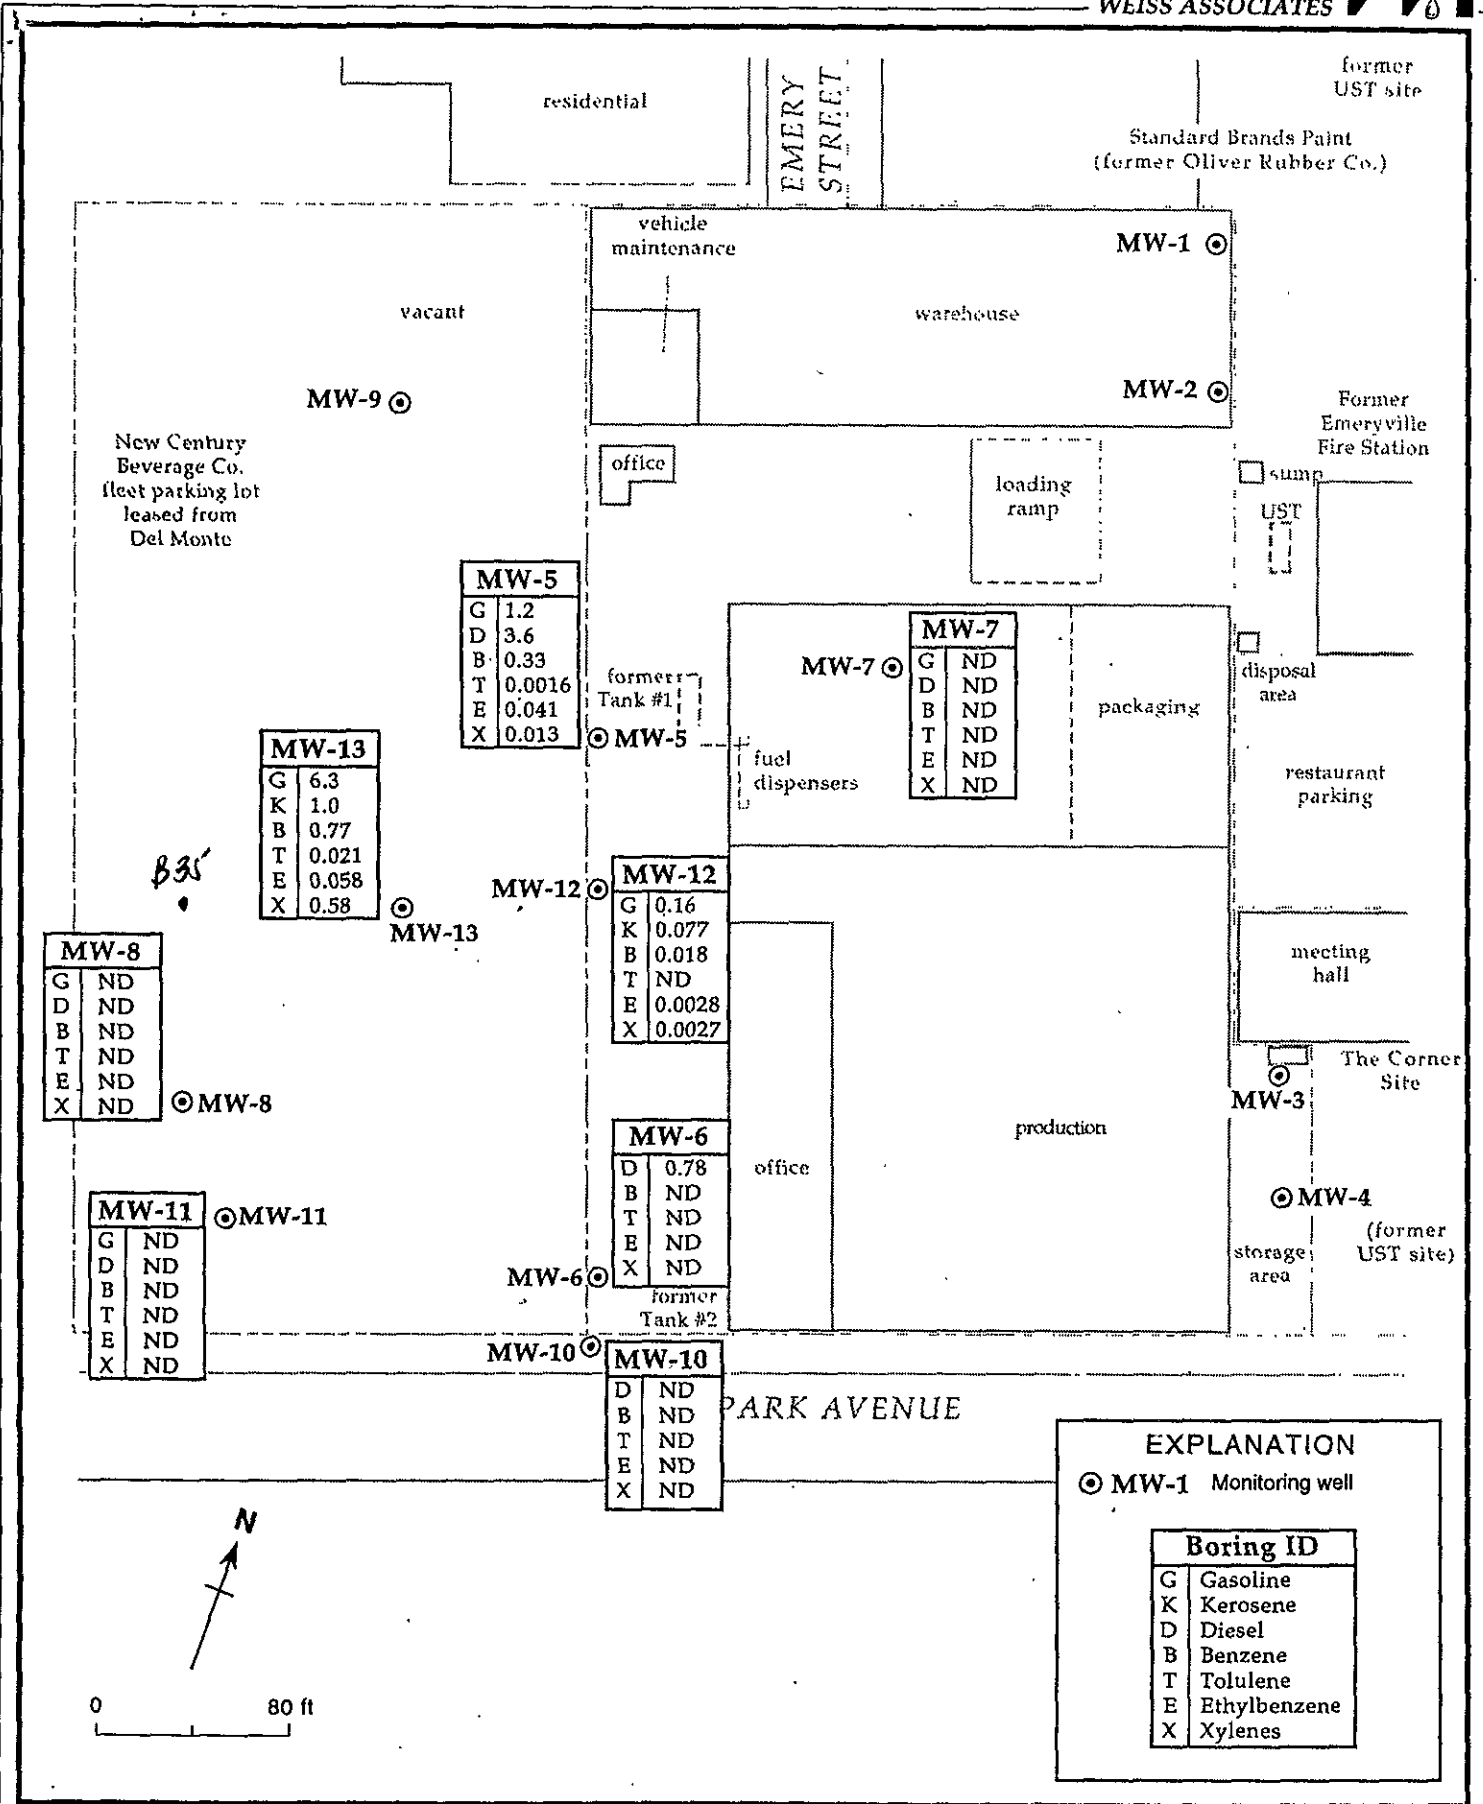 WEISS ASSOCIATES
former
UST site
residential
EMERY
STREET
Standard Brands Paint
(former Oliver Rubber Co.)
vehicle
maintenance
MW-1
vacant
warehouse
MW-9
MW-2
Former
Emeryville
Fire Station
New Century
Beverage Co.
fleet parking lot
leased from
Del Monte
office
loading
ramp
sump
UST
MW-5
G 1.2
D 3.6
B 0.33
T 0.0016
E 0.041
X 0.013
former
Tank #1
MW-5
MW-7
MW-7
G ND
D ND
B ND
T ND
E ND
X ND
packaging
disposal
area
fuel
dispensers
restaurant
parking
MW-13
G 6.3
K 1.0
B 0.77
T 0.021
E 0.058
X 0.58
MW-13
B35
MW-12
MW-12
G 0.16
K 0.077
B 0.018
T ND
E 0.0028
X 0.0027
meeting
hall
MW-8
G ND
D ND
B ND
T ND
E ND
X ND
MW-8
The Corner
Site
MW-3
production
office
MW-6
D 0.78
B ND
T ND
E ND
X ND
MW-6
former
Tank #2
MW-4
(former
UST site)
storage
area
MW-11
G ND
D ND
B ND
T ND
E ND
X ND
MW-11
MW-10
MW-10
D ND
B ND
T ND
E ND
X ND
PARK AVENUE
EXPLANATION
MW-1 Monitoring well
Boring ID
G Gasoline
K Kerosene
D Diesel
B Benzene
T Tolulene
E Ethylbenzene
X Xylenes
N
0 80 ft